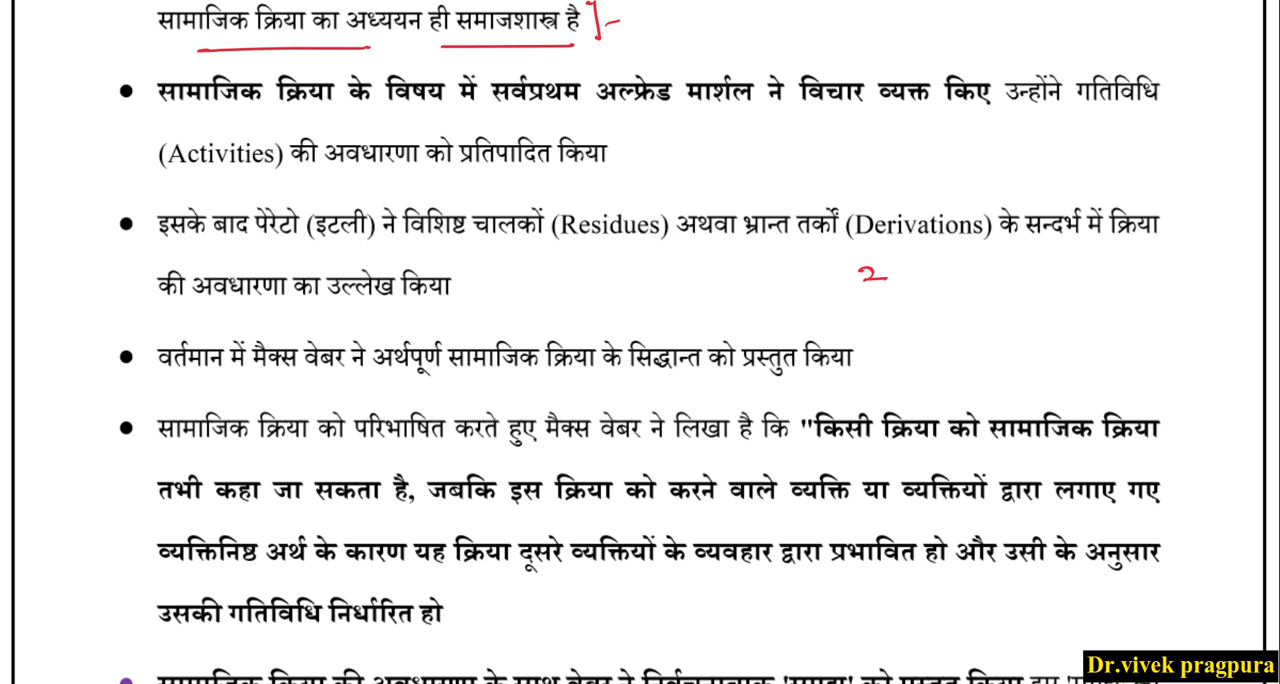 सामाजिक क्रिया का अध्ययन ही समाजशास्त्र है
सामाजिक क्रिया के विषय में सर्वप्रथम अल्फ्रेड मार्शल ने विचार व्यक्त किए उन्होंने गतिविधि
(Activities) की अवधारणा को प्रतिपादित किया
इसके बाद पेरेटो (इटली) ने विशिष्ट चालकों (Residues) अथवा भ्रान्त तर्कों (Derivations) के सन्दर्भ में क्रिया
2
की अवधारणा का उल्लेख किया
वर्तमान में मैक्स वेबर ने अर्थपूर्ण सामाजिक क्रिया के सिद्धान्त को प्रस्तुत किया
सामाजिक क्रिया को परिभाषित करते हुए मैक्स वेबर ने लिखा है कि "किसी क्रिया को सामाजिक क्रिया
तभी कहा जा सकता है, जबकि इस क्रिया को करने वाले व्यक्ति या व्यक्तियों द्वारा लगाए गए
व्यक्तिनिष्ठ अर्थ के कारण यह क्रिया दूसरे व्यक्तियों के व्यवहार द्वारा प्रभावित हो और उसी के अनुसार
उसकी गतिविधि निर्धारित हो
Dr.vivek pragpura